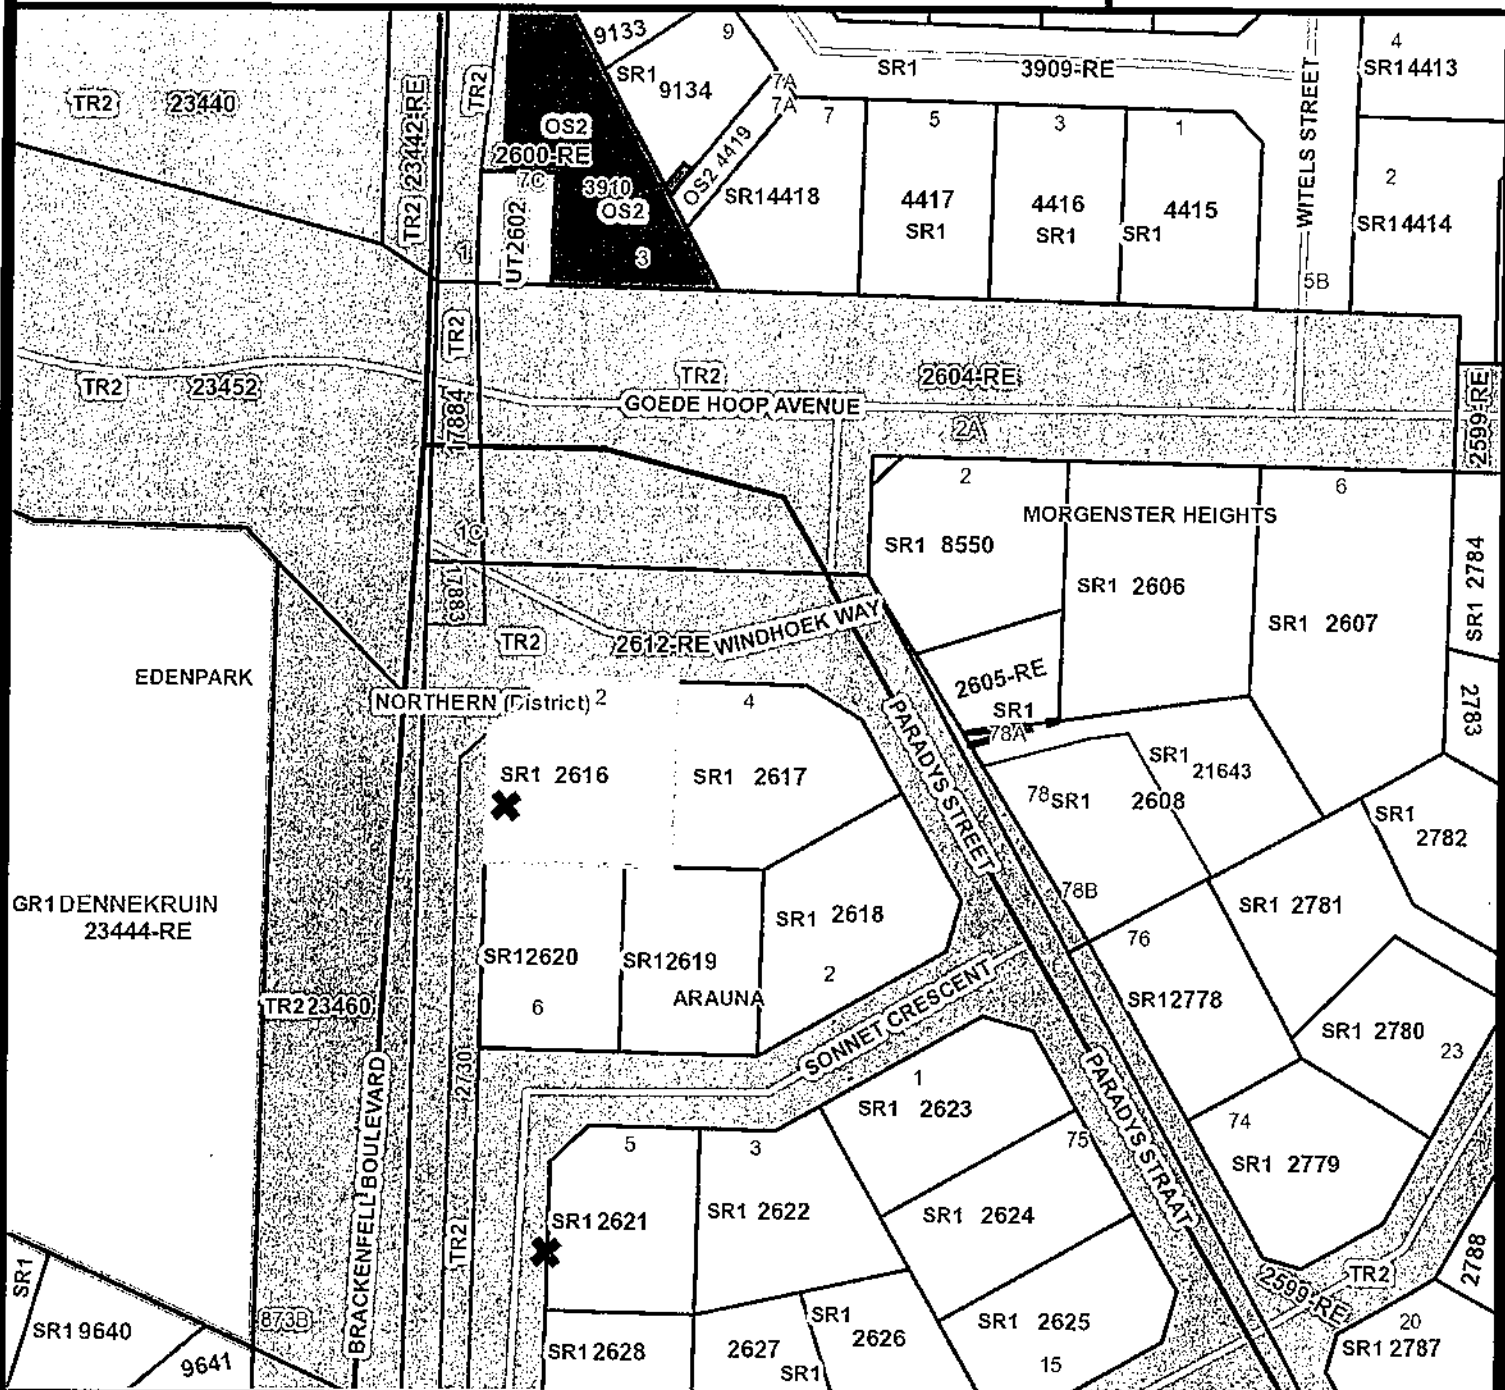 9133
9
SR1
9134
7A
7A
SR1
3909-RE
4
SR14413
TR2
23440
TR2
23442-RE
TR2
OS2
2600-RE
7C
3910
OS2
3
OS2 4419
7
SR14418
5
4417
SR1
3
4416
SR1
1
4415
SR1
WITELS STREET
2
SR14414
5B
1
UT2602
TR2
TR2
23452
TR2
2604-RE
GOEDE HOOP AVENUE
2A
2599-RE
17884
1C
17883
2
SR1 8550
MORGENSTER HEIGHTS
SR1 2606
6
SR1 2607
SR1 2784
2783
TR2
2612-RE
WINDHOEK WAY
2605-RE
SR1
78A
EDENPARK
NORTHERN (District)
2
4
SR1 2616
SR1 2617
PARADYS STREET
SR1
21643
78
SR1
2608
SR1
2782
78B
SR1 2781
76
GR1
DENNEKRUIN
23444-RE
SR12620
6
SR12619
ARAUNA
SR1 2618
2
SR12778
SR1 2780
23
TR2
23460
SONNET CRESCENT
BRACKENFELL BOULEVARD
2730
1
SR1 2623
75
PARADYS STRAAT
74
SR1 2779
5
3
SR12621
SR1 2622
SR1 2624
TR2
2599-RE
TR2
2788
SR1
SR1 9640
9641
873B
SR12628
2627
SR1
SR1
2626
SR1 2625
15
20
SR1 2787